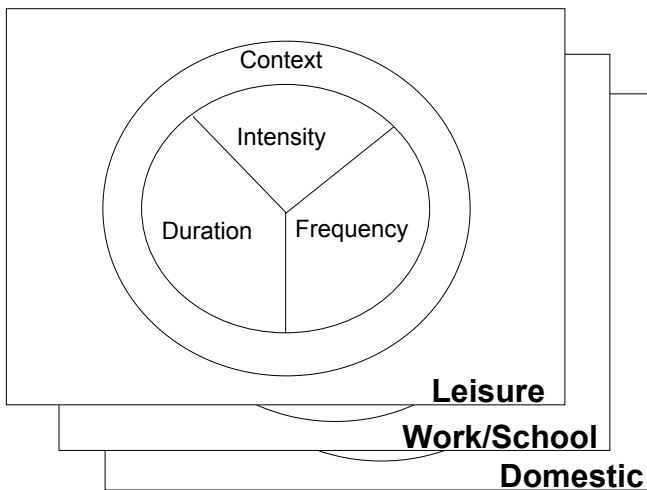 Context
Intensity
Duration
Frequency
Leisure
Work/School
Domestic